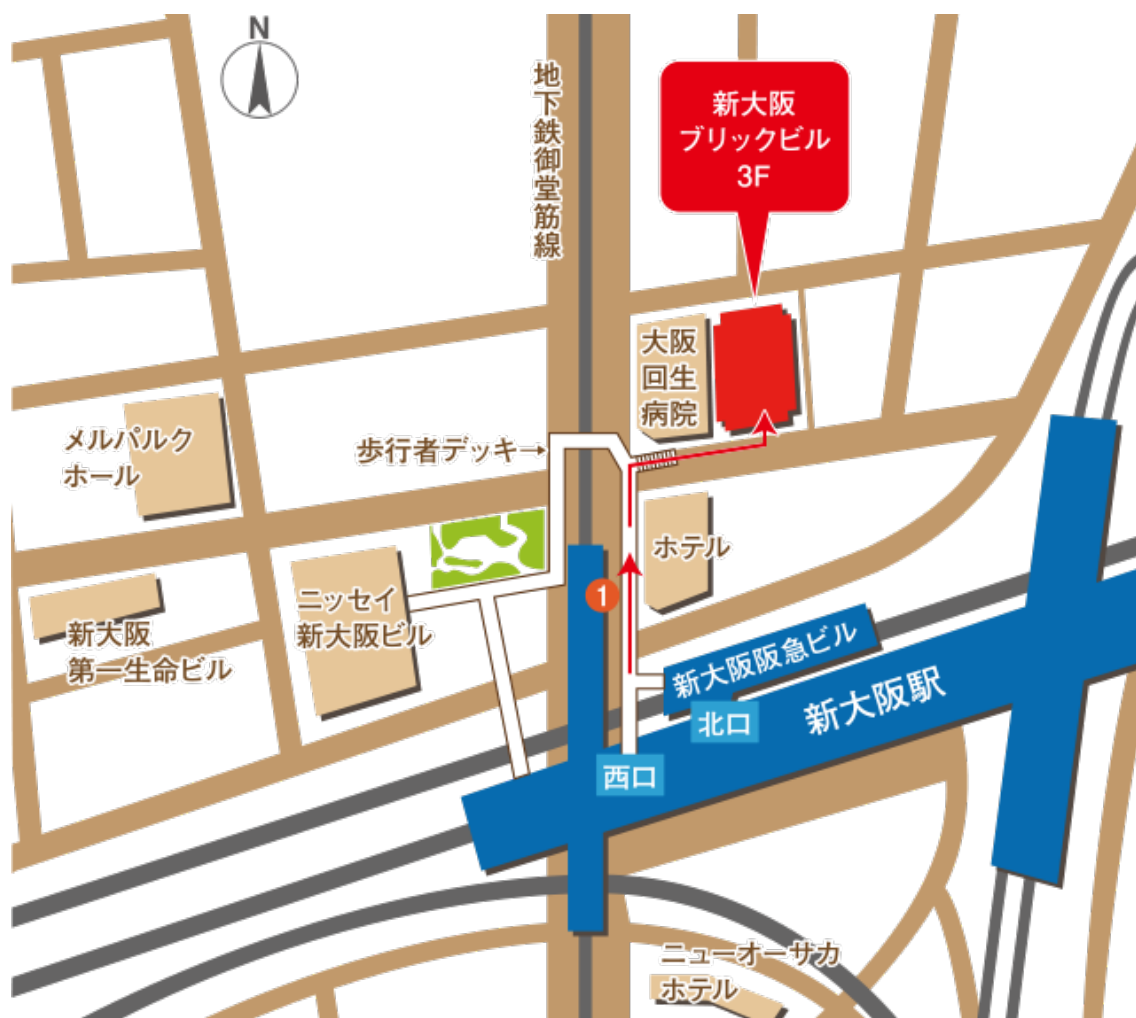 N
地下鉄御堂筋線
新大阪
ブリックビル
3F
大阪
回生
病院
メルパルク
ホール
歩行者デッキ→
ホテル
1
ニッセイ
新大阪ビル
新大阪
第一生命ビル
新大阪阪急ビル
新大阪駅
北口
西口
ニューオーサカ
ホテル